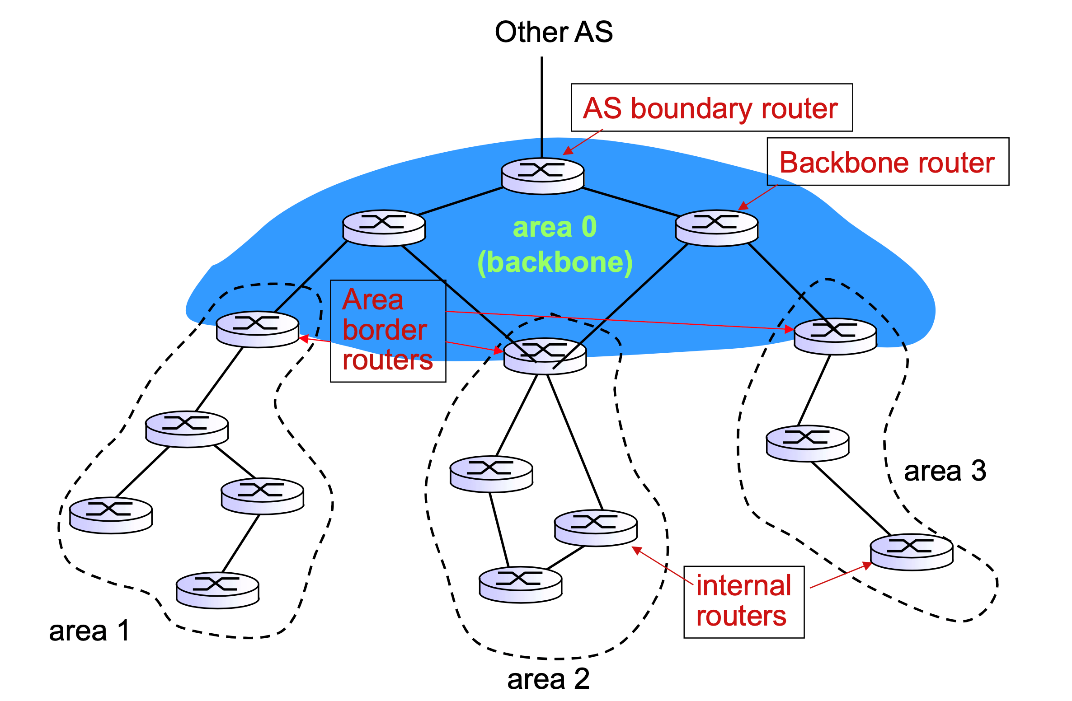 Other AS
AS boundary router
Backbone router
area 0
(backbone)
Area
border
routers
area 3
internal
routers
area 1
area 2